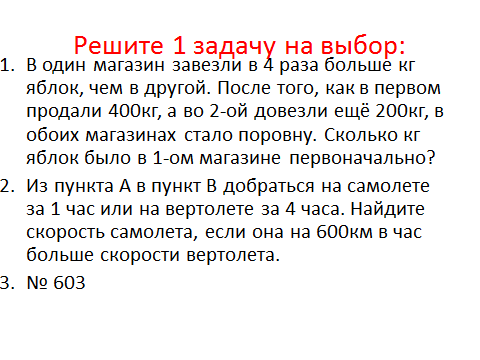 Решите 1 задачу на выбор:
1. В один магазин завезли в 4 раза больше кг
яблок, чем в другой. После того, как в первом
продали 400кг, а во 2-ой довезли ещё 200кг, в
обоих магазинах стало поровну. Сколько кг
яблок было в 1-ом магазине первоначально?
2. Из пункта А в пункт В добраться на самолете
за 1 час или на вертолете за 4 часа. Найдите
скорость самолета, если она на 600км в час
больше скорости вертолета.
3. № 603